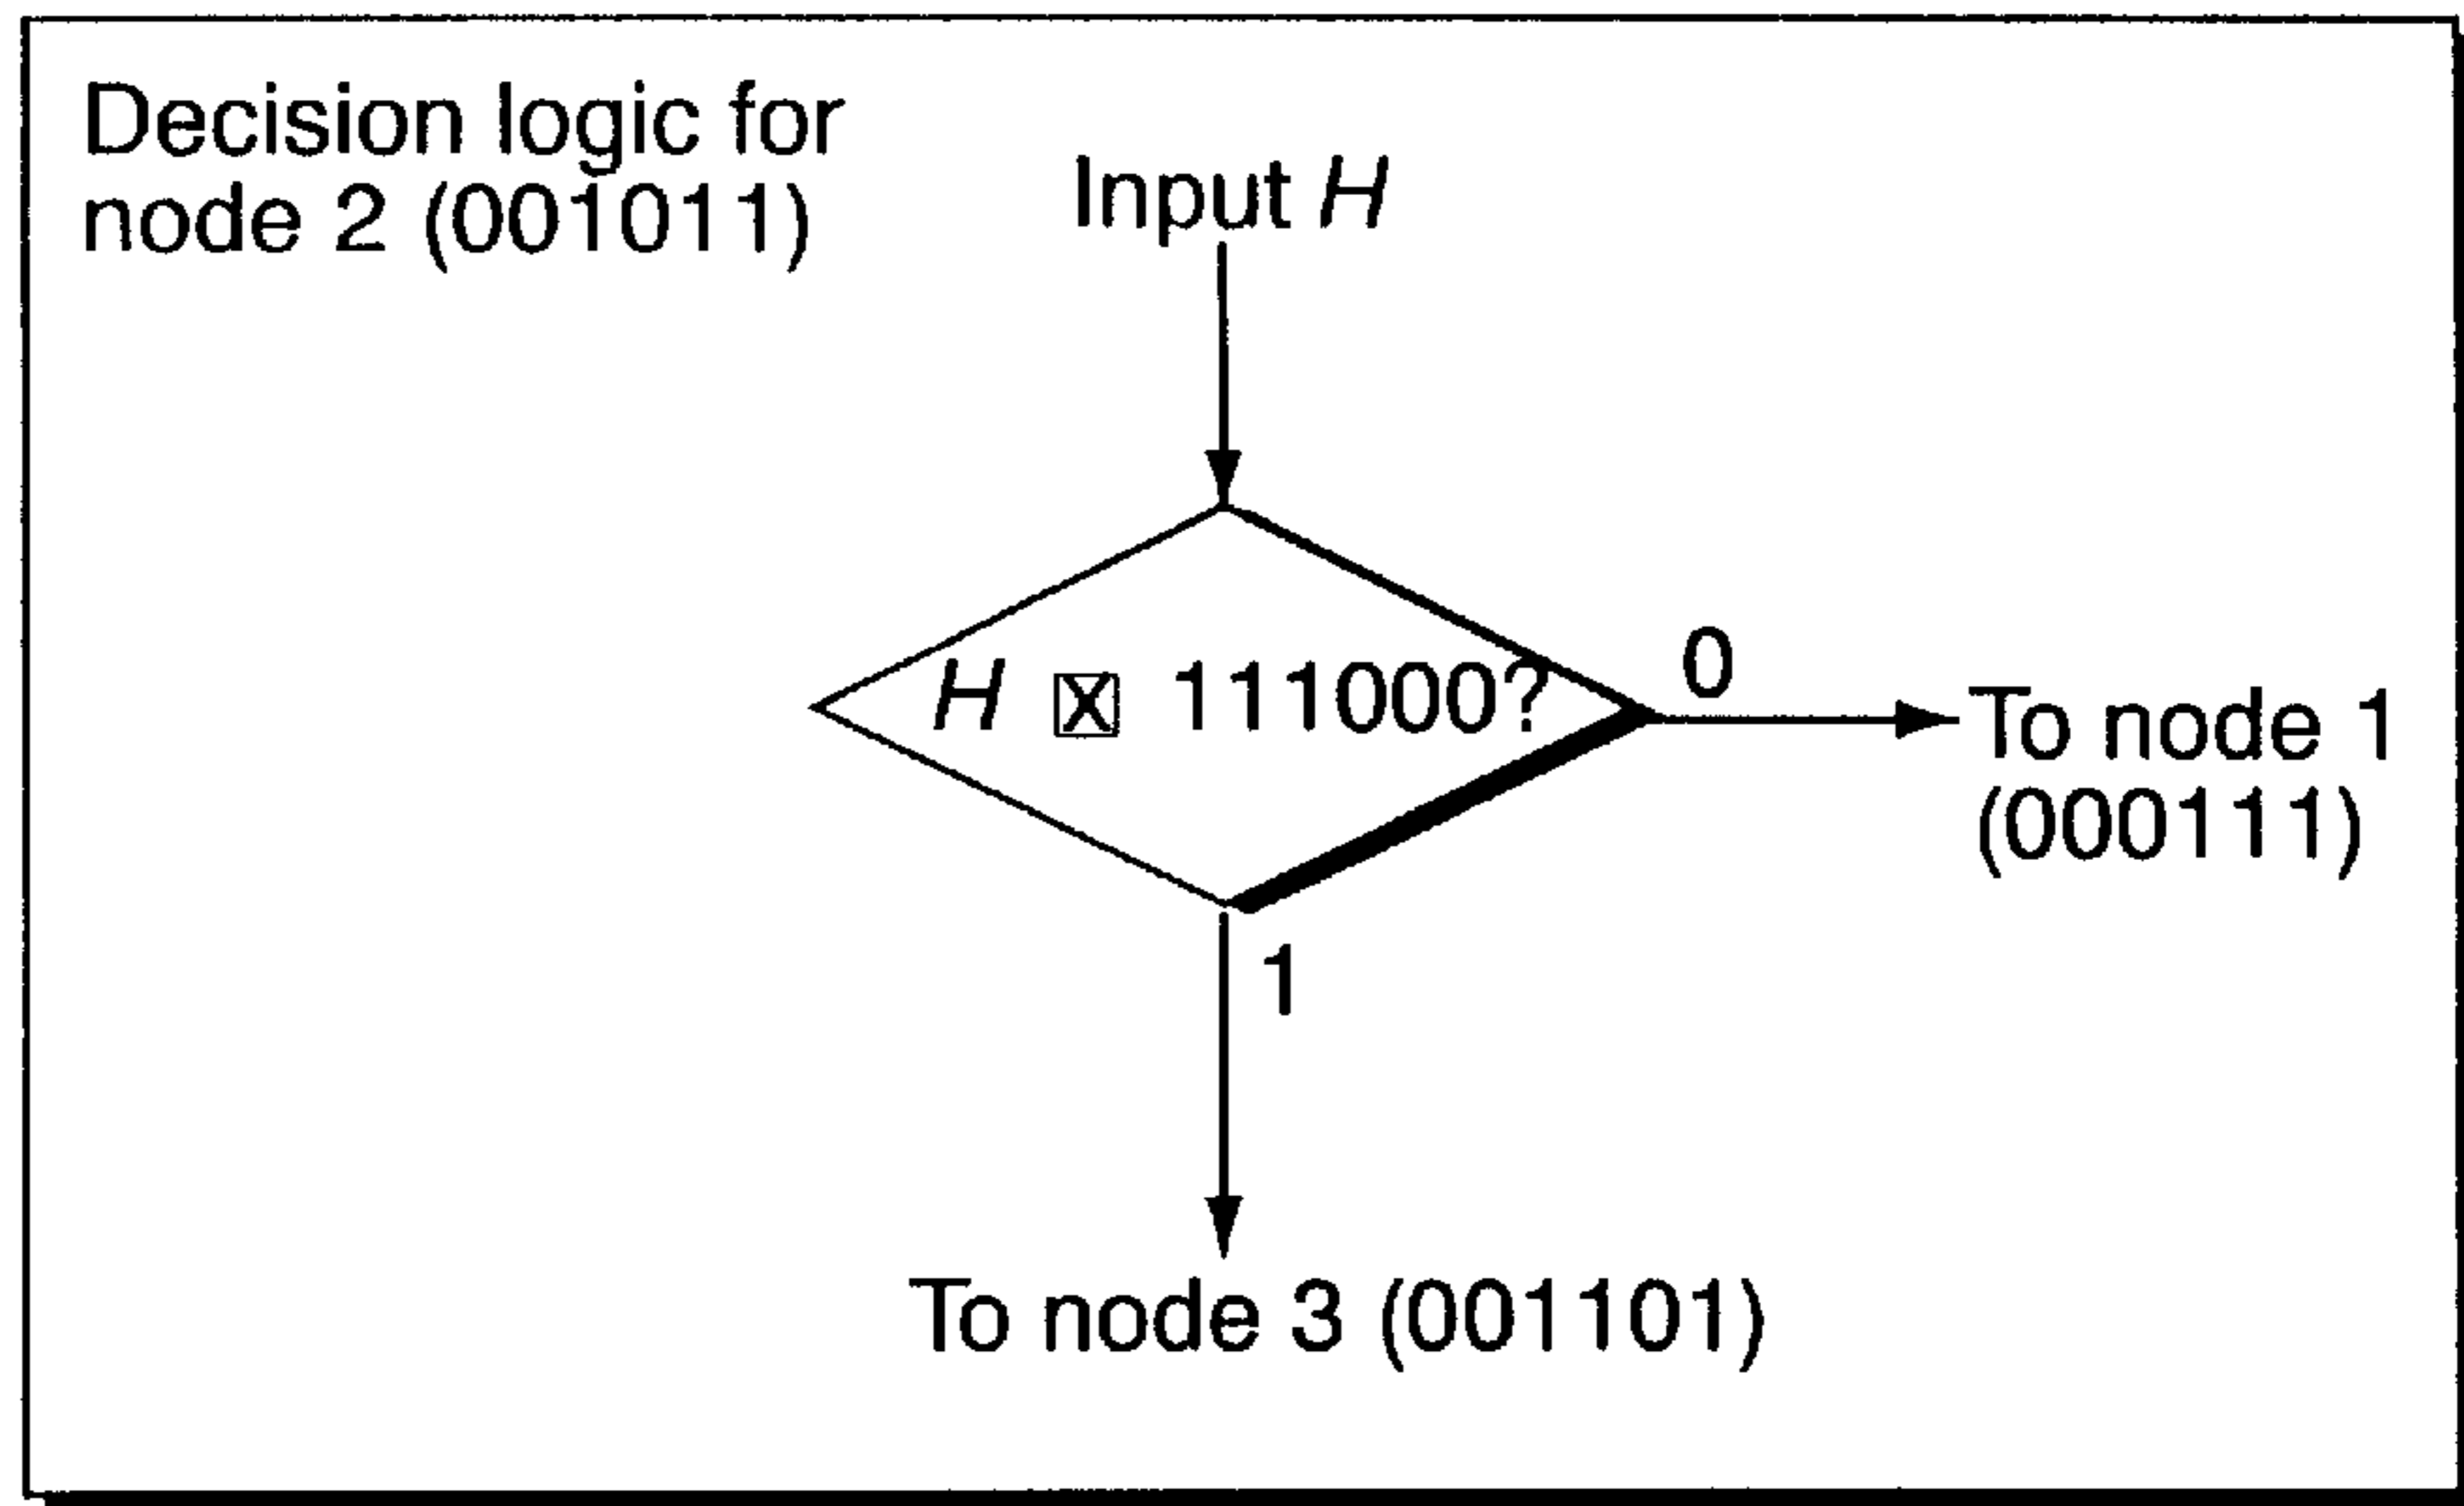 Decision logic for
node 2 (001011)
Input H
H ☒ 111000?
0
To node 1
(000111)
1
To node 3 (001101)